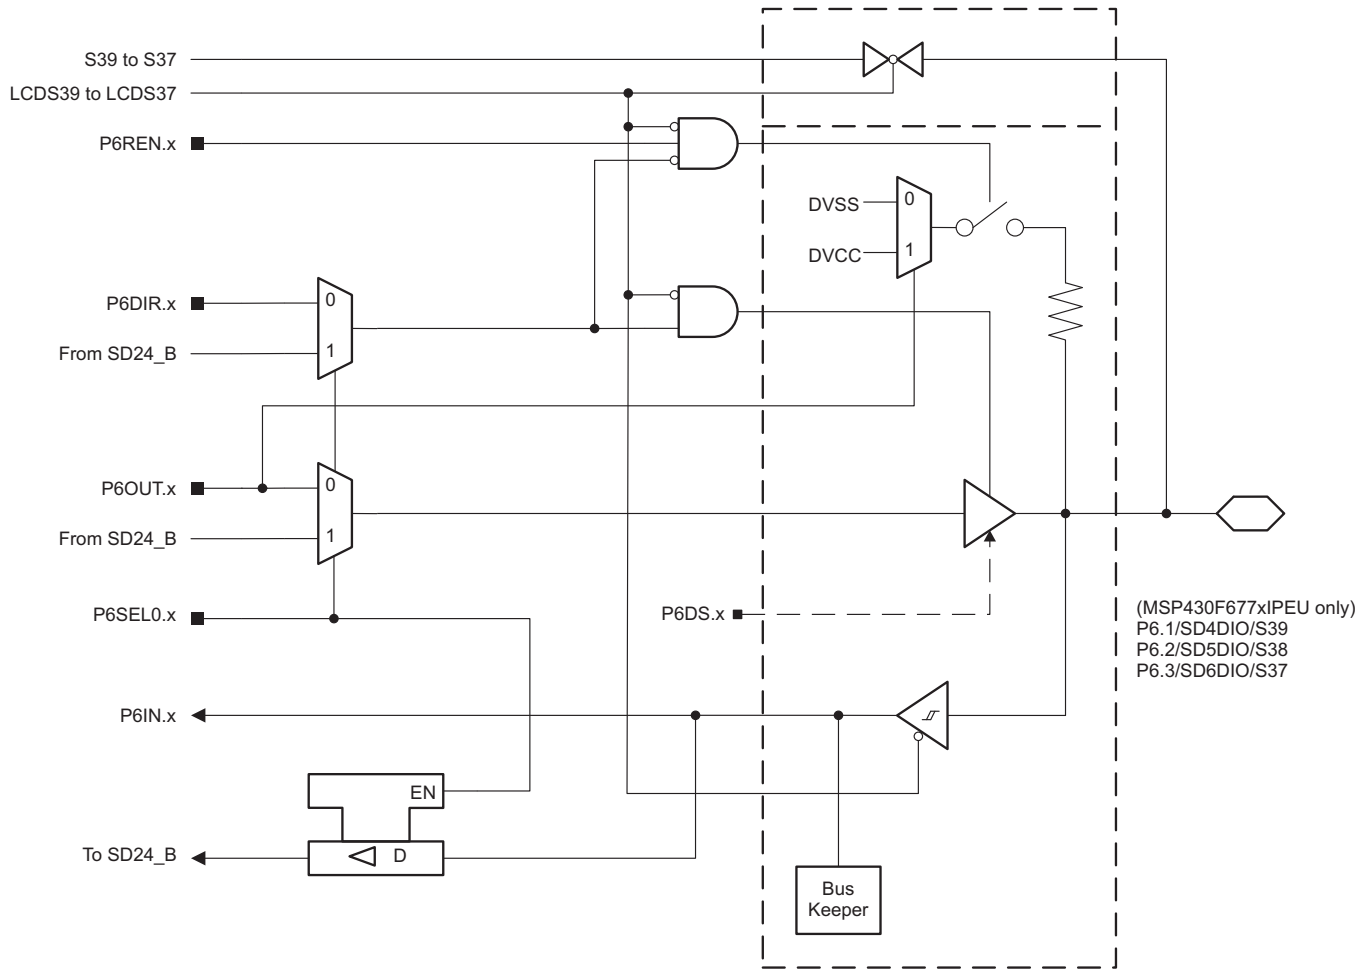 S39 to S37
LCDS39 to LCDS37
P6REN.x
DVSS
0
DVCC
1
P6DIR.x
0
From SD24_B
1
P6OUT.x
0
From SD24_B
1
P6SEL0.x
P6DS.x
(MSP430F677xIPEU only)
P6.1/SD4DIO/S39
P6.2/SD5DIO/S38
P6.3/SD6DIO/S37
P6IN.x
EN
To SD24_B
D
Bus
Keeper